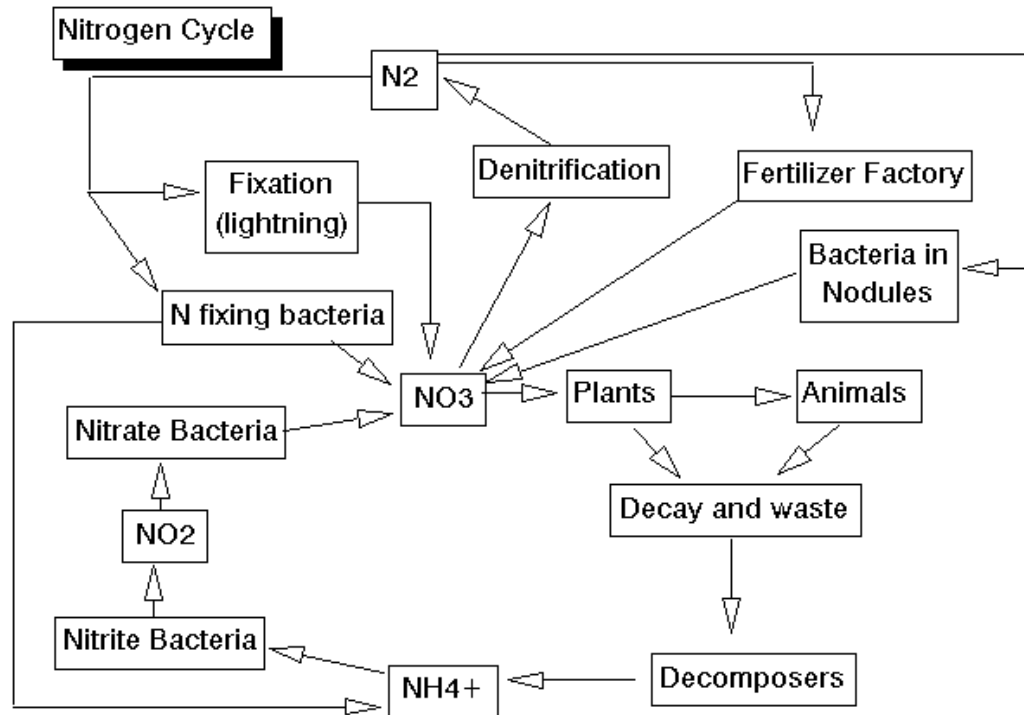 Nitrogen Cycle
N2
Denitrification
Fertilizer Factory
Fixation
(lightning)
Bacteria in
Nodules
N fixing bacteria
NO3
Plants
Animals
Nitrate Bacteria
Decay and waste
NO2
Nitrite Bacteria
Decomposers
NH4+